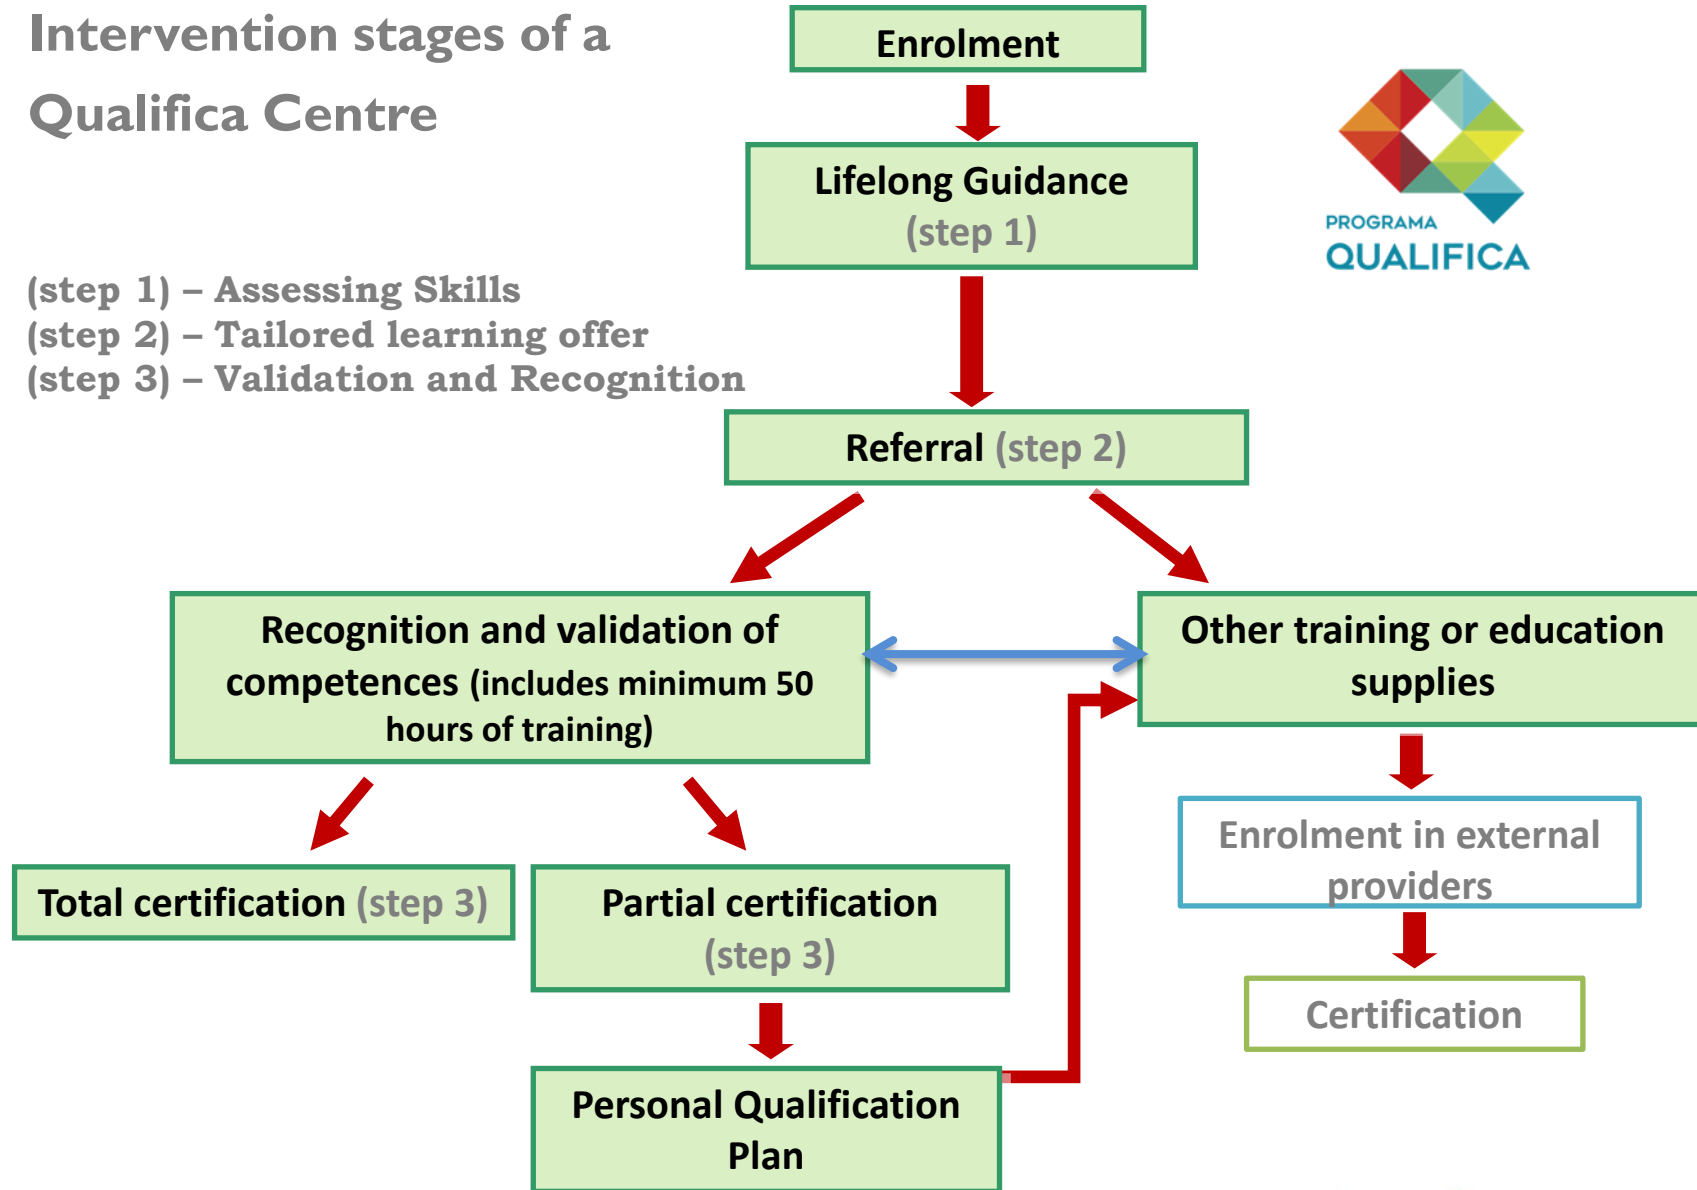 Intervention stages of a
Qualifica Centre
Enrolment
PROGRAMA
QUALIFICA
Lifelong Guidance
(step 1)
(step 1) – Assessing Skills
(step 2) – Tailored learning offer
(step 3) – Validation and Recognition
Referral (step 2)
Recognition and validation of
competences (includes minimum 50
hours of training)
Other training or education
supplies
Total certification (step 3)
Partial certification
(step 3)
Enrolment in external
providers
Certification
Personal Qualification
Plan